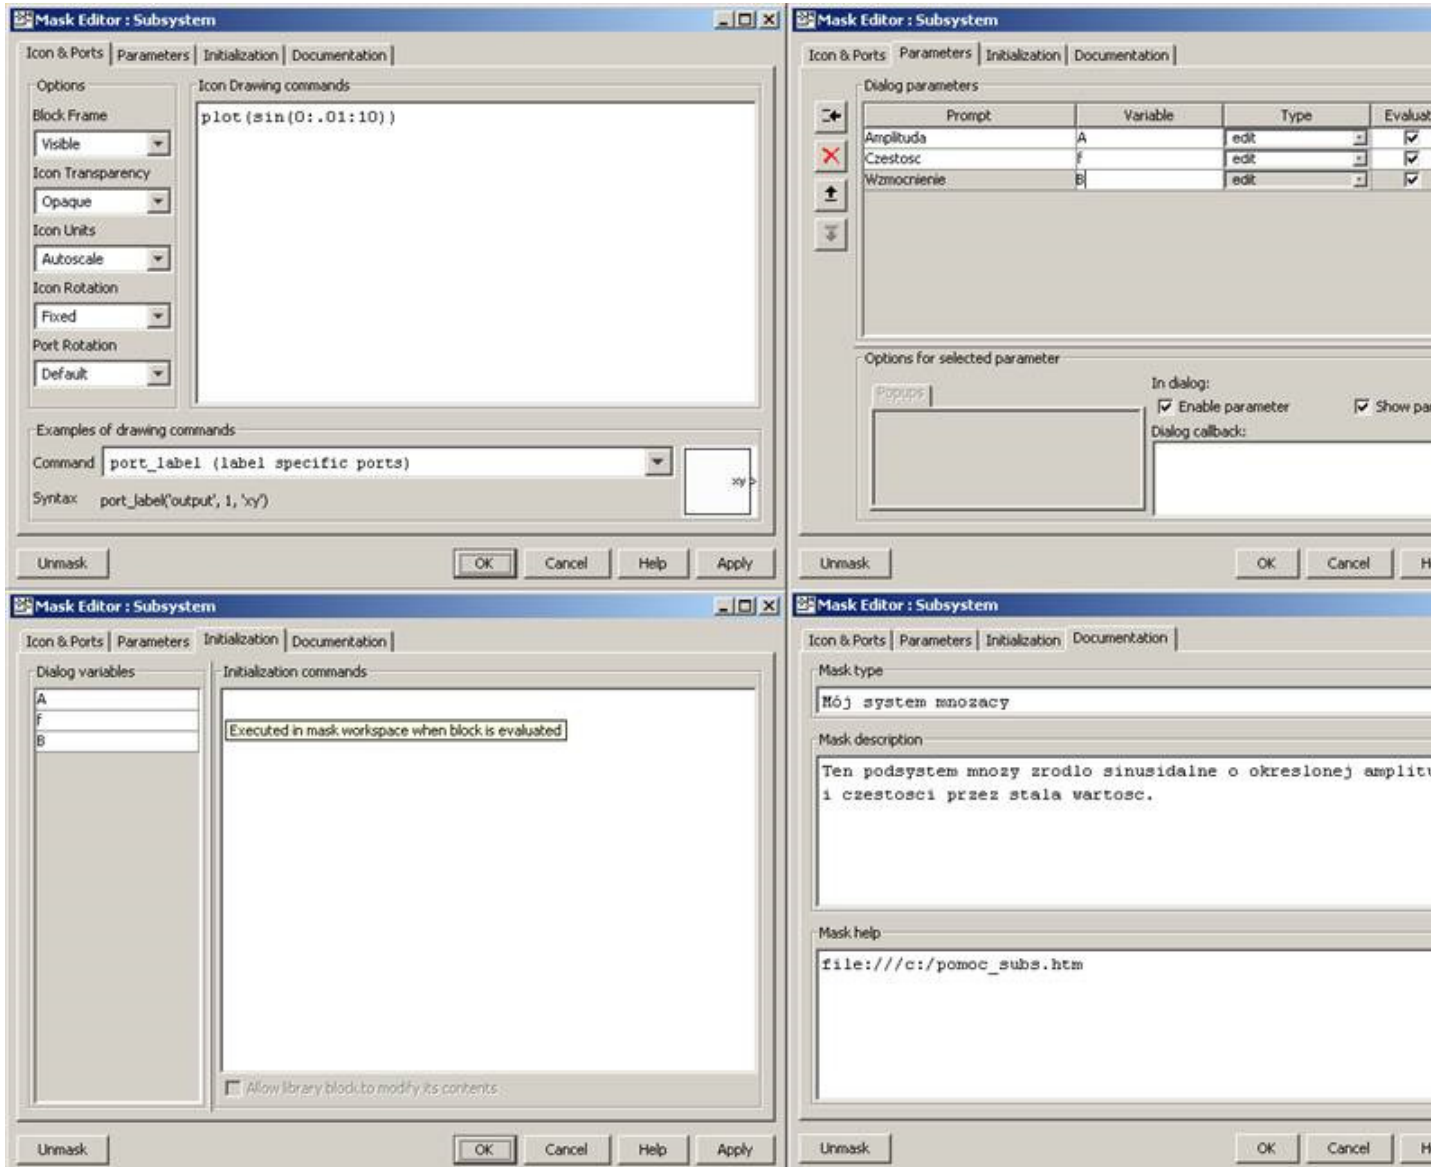 Mask Editor : Subsystem
Icon & Ports Parameters Initialization Documentation
Options
Block Frame
Visible
Icon Transparency
Opaque
Icon Units
Autoscale
Icon Rotation
Fixed
Port Rotation
Default
Icon Drawing commands
plot(sin(0:.01:10))
Examples of drawing commands
Command port_label (label specific ports)
Syntax port_label('output', 1, 'xy')
xy
Unmask OK Cancel Help Apply
Mask Editor : Subsystem
Icon & Ports Parameters Initialization Documentation
Dialog parameters
Prompt Variable Type Evaluat
Amplituda A edit
Czestosc f edit
Wzmocnienie B edit
Options for selected parameter
Popups
In dialog:
Enable parameter Show pa
Dialog callback:
Unmask OK Cancel H
Mask Editor : Subsystem
Icon & Ports Parameters Initialization Documentation
Dialog variables
A
f
B
Initialization commands
Executed in mask workspace when block is evaluated
Allow library block to modify its contents
Unmask OK Cancel Help Apply
Mask Editor : Subsystem
Icon & Ports Parameters Initialization Documentation
Mask type
Mój system mnozacy
Mask description
Ten podsystem mnozy zrodlo sinusidalne o okreslonej amplitu
i czestosci przez stala wartosc.
Mask help
file:///c:/pomoc_subs.htm
Unmask OK Cancel H